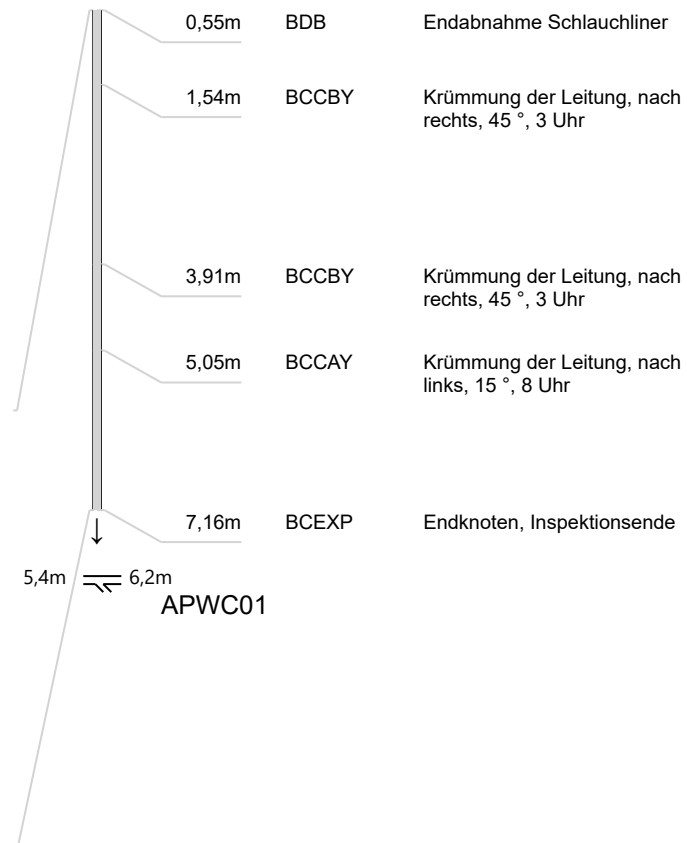 0,55m BDB Endabnahme Schlauchliner
1,54m BCCBY Krümmung der Leitung, nach
rechts, 45 °, 3 Uhr
3,91m BCCBY Krümmung der Leitung, nach
rechts, 45 °, 3 Uhr
5,05m BCCAY Krümmung der Leitung, nach
links, 15 °, 8 Uhr
7,16m BCEXP Endknoten, Inspektionsende
5,4m 6,2m
APWC01